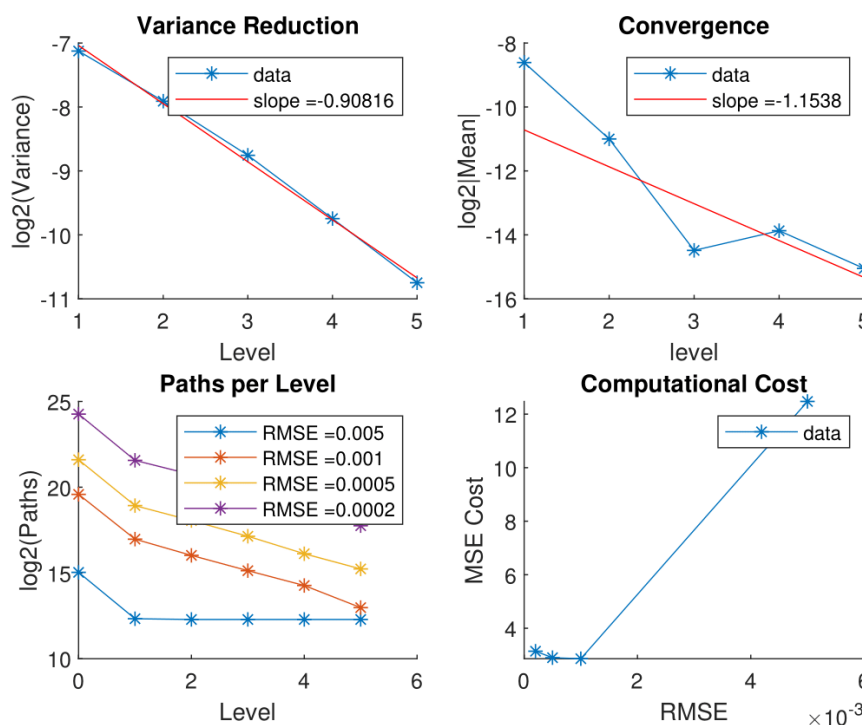 Variance Reduction
-7
-8
-9
-10
-11
log2(Variance)
data
slope =-0.90816
1 2 3 4 5
Level
Convergence
-8
-10
-12
-14
-16
log2|Mean|
data
slope =-1.1538
1 2 3 4 5
level
Paths per Level
25
20
15
10
log2(Paths)
RMSE =0.005
RMSE =0.001
RMSE =0.0005
RMSE =0.0002
0 2 4 6
Level
Computational Cost
12
10
8
6
4
MSE Cost
data
0 2 4 6
RMSE
×10-3